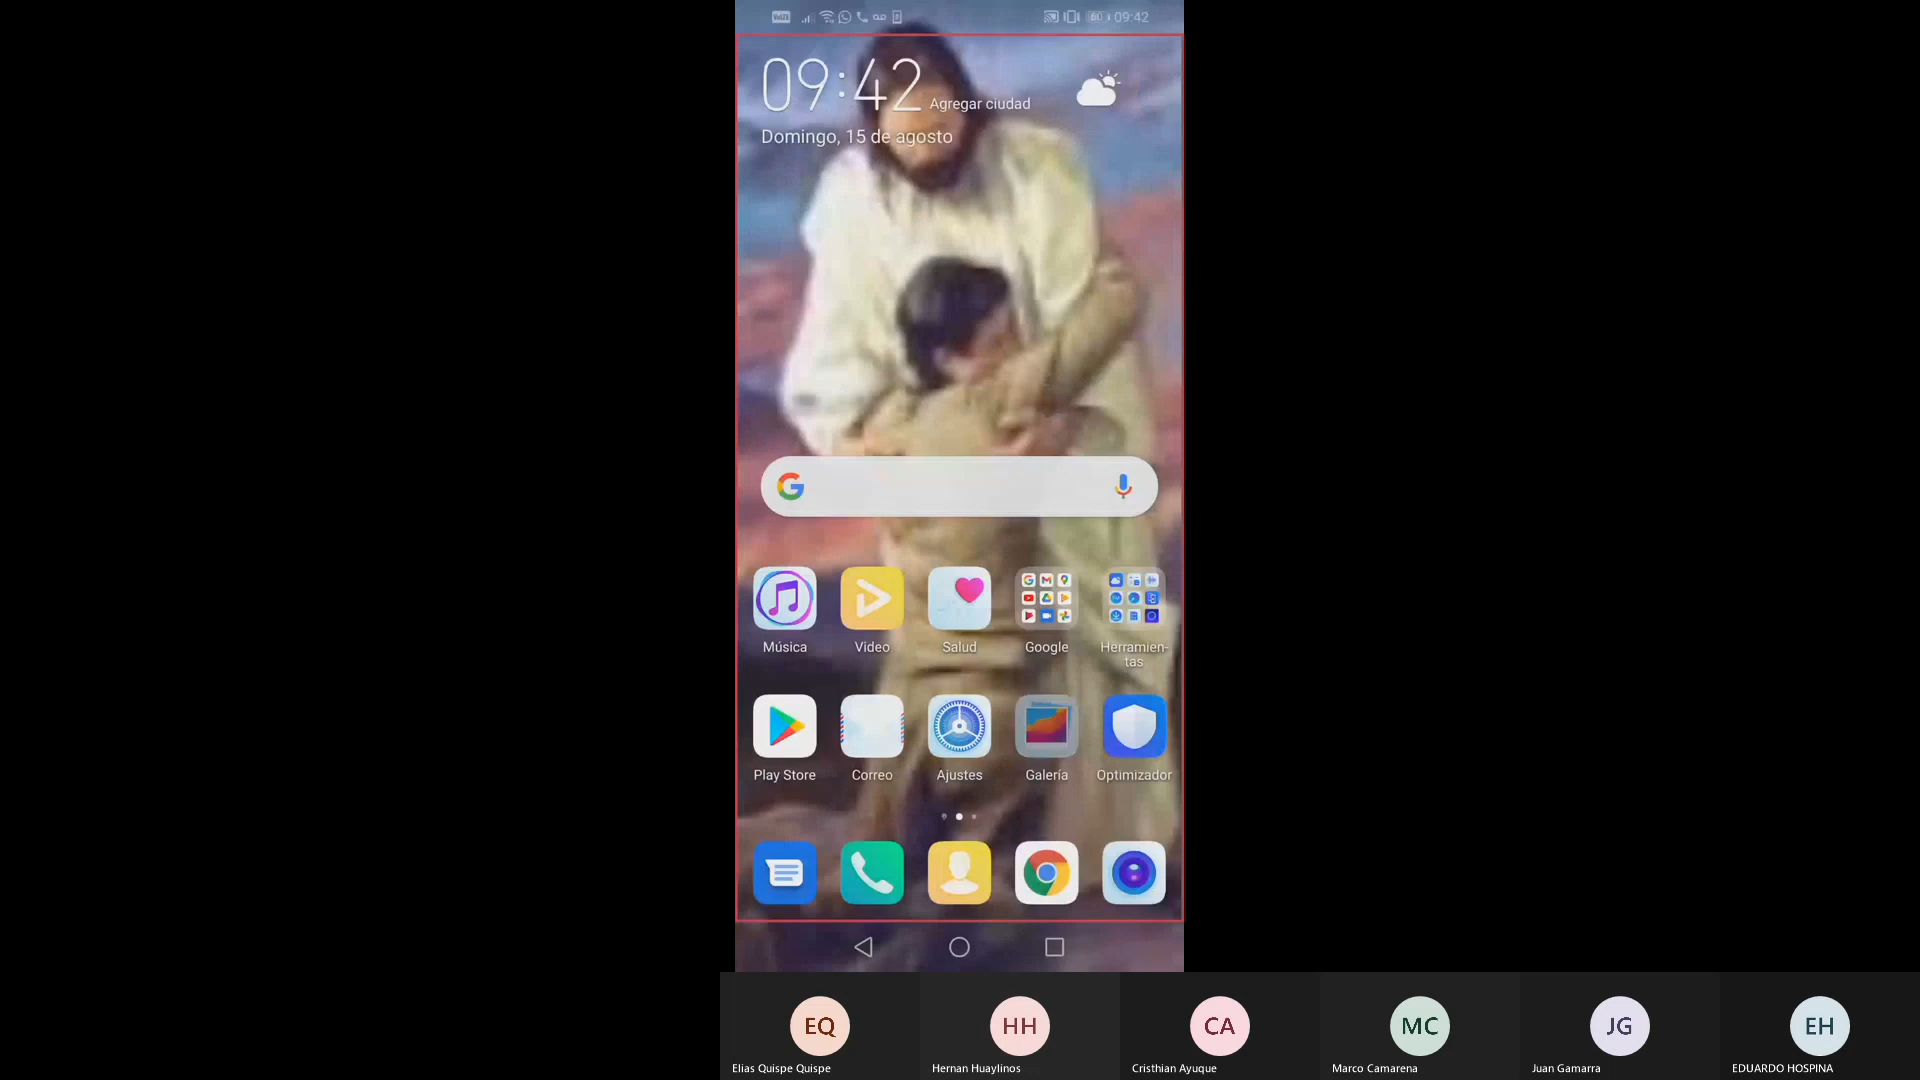 09:42
09:42 Agregar ciudad
Domingo, 15 de agosto
Música
Video
Salud
Google
Herramien-
tas
Play Store
Correo
Ajustes
Galería
Optimizador
EQ
HH
CA
MC
JG
EH
Elias Quispe Quispe
Hernan Huaylinos
Cristhian Ayuque
Marco Camarena
Juan Gamarra
EDUARDO HOSPINA